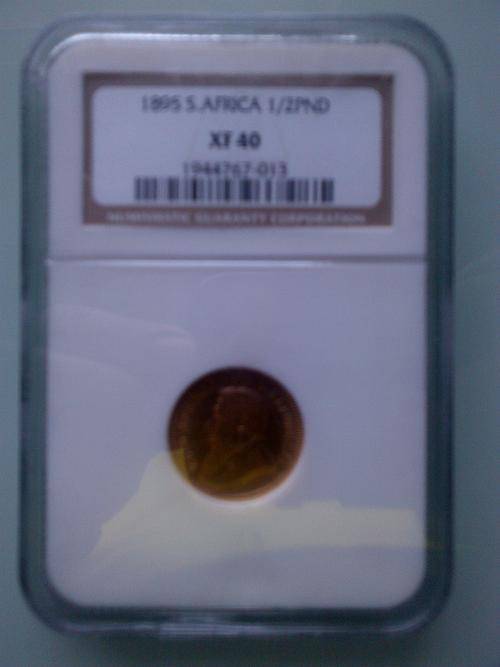 1895 S.AFRICA 1/2PND
XF 40
1944767-013
NUMISMATIC GUARANTY CORPORATION